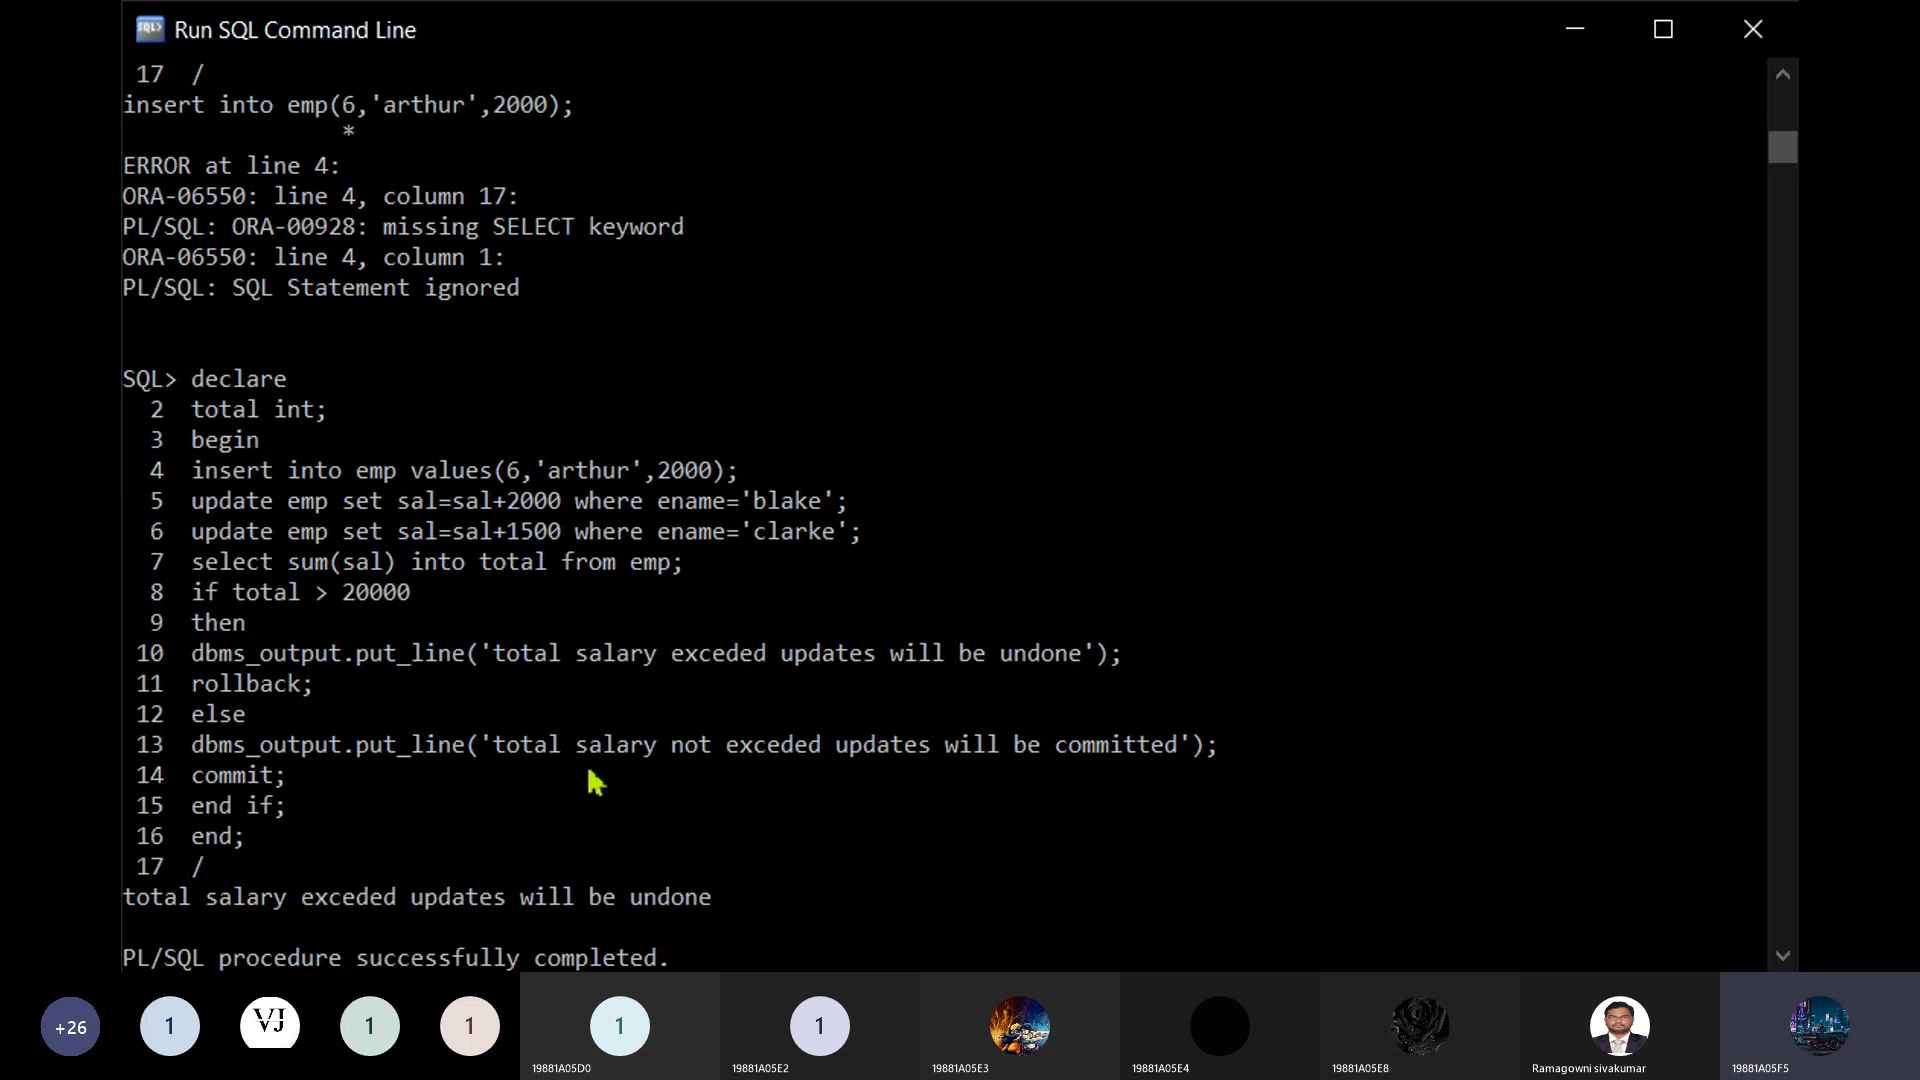 SQL> Run SQL Command Line
17 /
insert into emp(6,'arthur',2000);
*
ERROR at line 4:
ORA-06550: line 4, column 17:
PL/SQL: ORA-00928: missing SELECT keyword
ORA-06550: line 4, column 1:
PL/SQL: SQL Statement ignored
SQL> declare
2 total int;
3 begin
4 insert into emp values(6,'arthur',2000);
5 update emp set sal=sal+2000 where ename='blake';
6 update emp set sal=sal+1500 where ename='clarke';
7 select sum(sal) into total from emp;
8 if total > 20000
9 then
10 dbms_output.put_line('total salary exceded updates will be undone');
11 rollback;
12 else
13 dbms_output.put_line('total salary not exceded updates will be committed');
14 commit;
15 end if;
16 end;
17 /
total salary exceded updates will be undone
PL/SQL procedure successfully completed.
+26 1 VJ 1 1 1 1
19881A05D0 19881A05E2 19881A05E3 19881A05E4 19881A05E8 Ramagowni sivakumar 19881A05F5